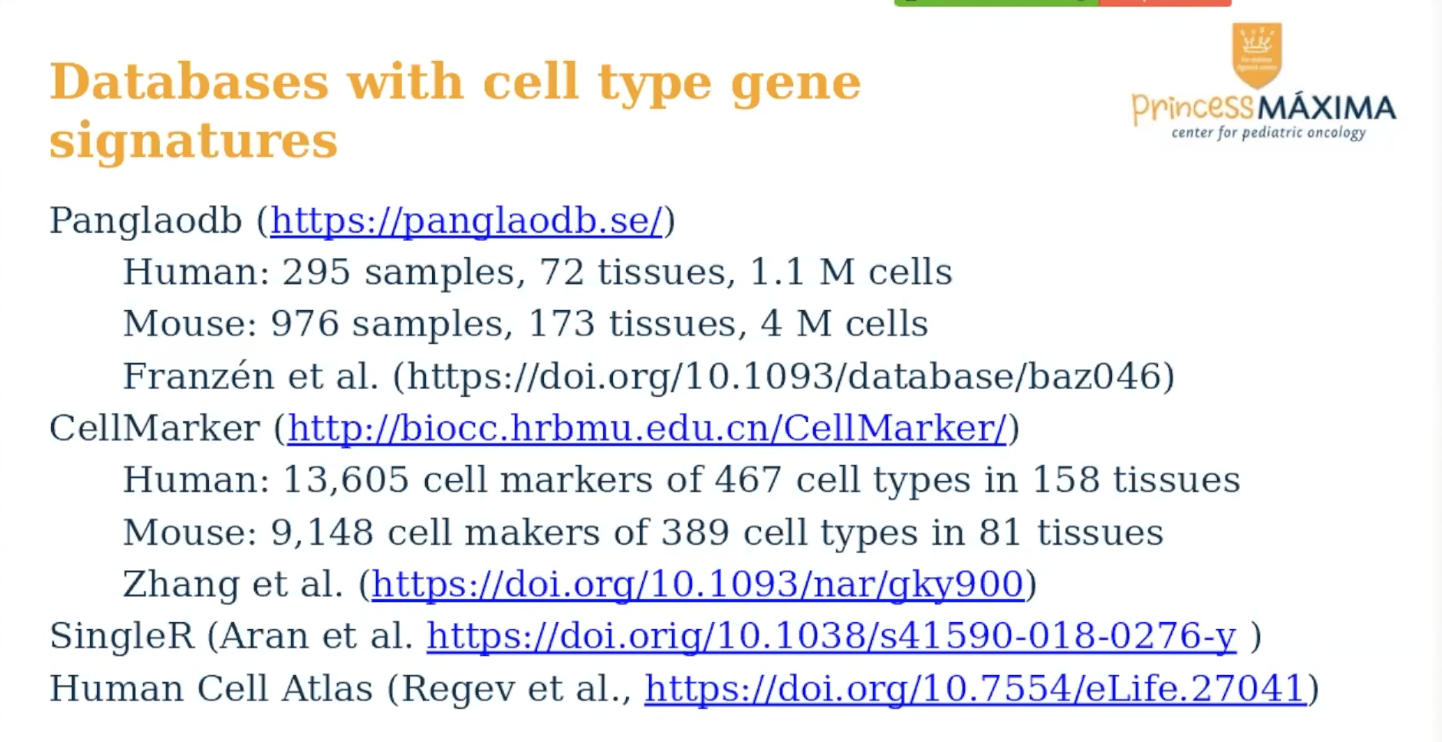 Databases with cell type gene
signatures
PrincessMÁXIMA
center for pediatric oncology
Panglaodb (https://panglaodb.se/)
Human: 295 samples, 72 tissues, 1.1 M cells
Mouse: 976 samples, 173 tissues, 4 M cells
Franzén et al. (https://doi.org/10.1093/database/baz046)
CellMarker (http://biocc.hrbmu.edu.cn/CellMarker/)
Human: 13,605 cell markers of 467 cell types in 158 tissues
Mouse: 9,148 cell makers of 389 cell types in 81 tissues
Zhang et al. (https://doi.org/10.1093/nar/gky900)
SingleR (Aran et al. https://doi.orig/10.1038/s41590-018-0276-y )
Human Cell Atlas (Regev et al., https://doi.org/10.7554/eLife.27041)